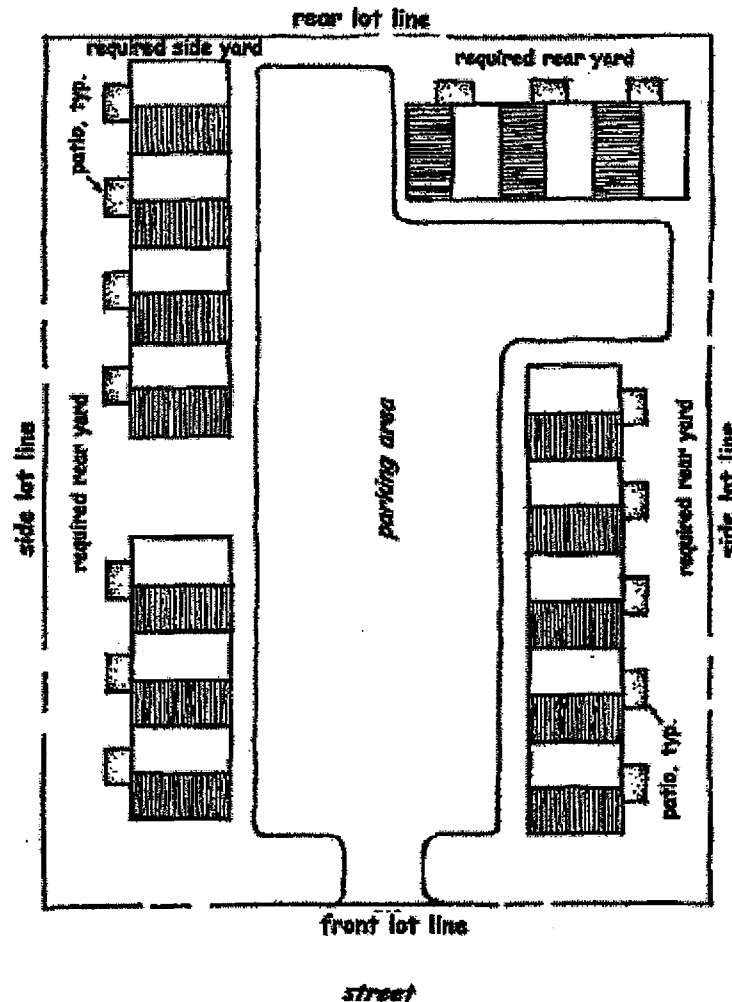 rear lot line
required side yard
required rear yard
patio, typ.
side lot line
required rear yard
parking area
required rear yard
side lot line
patio, typ.
front lot line
street